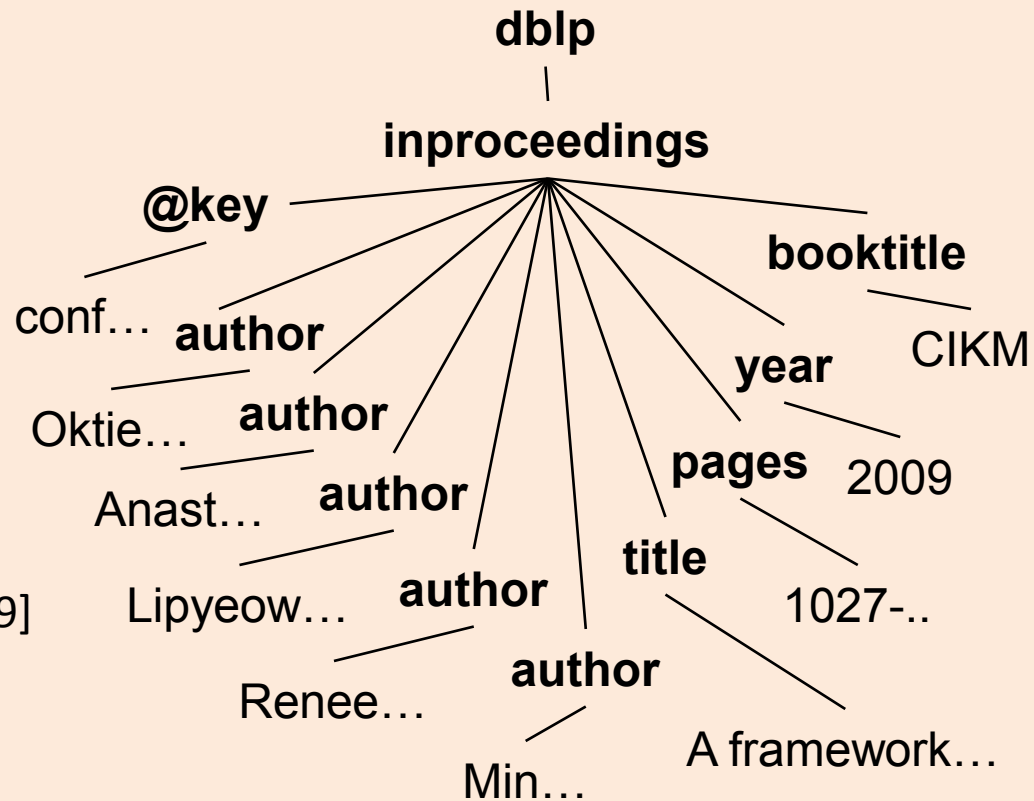 dblp
inproceedings
@key
booktitle
conf…
author
CIKM
year
Oktie…
author
pages
2009
Anast…
author
title
9]
Lipyeow…
author
1027-..
author
Renee…
A framework…
Min…